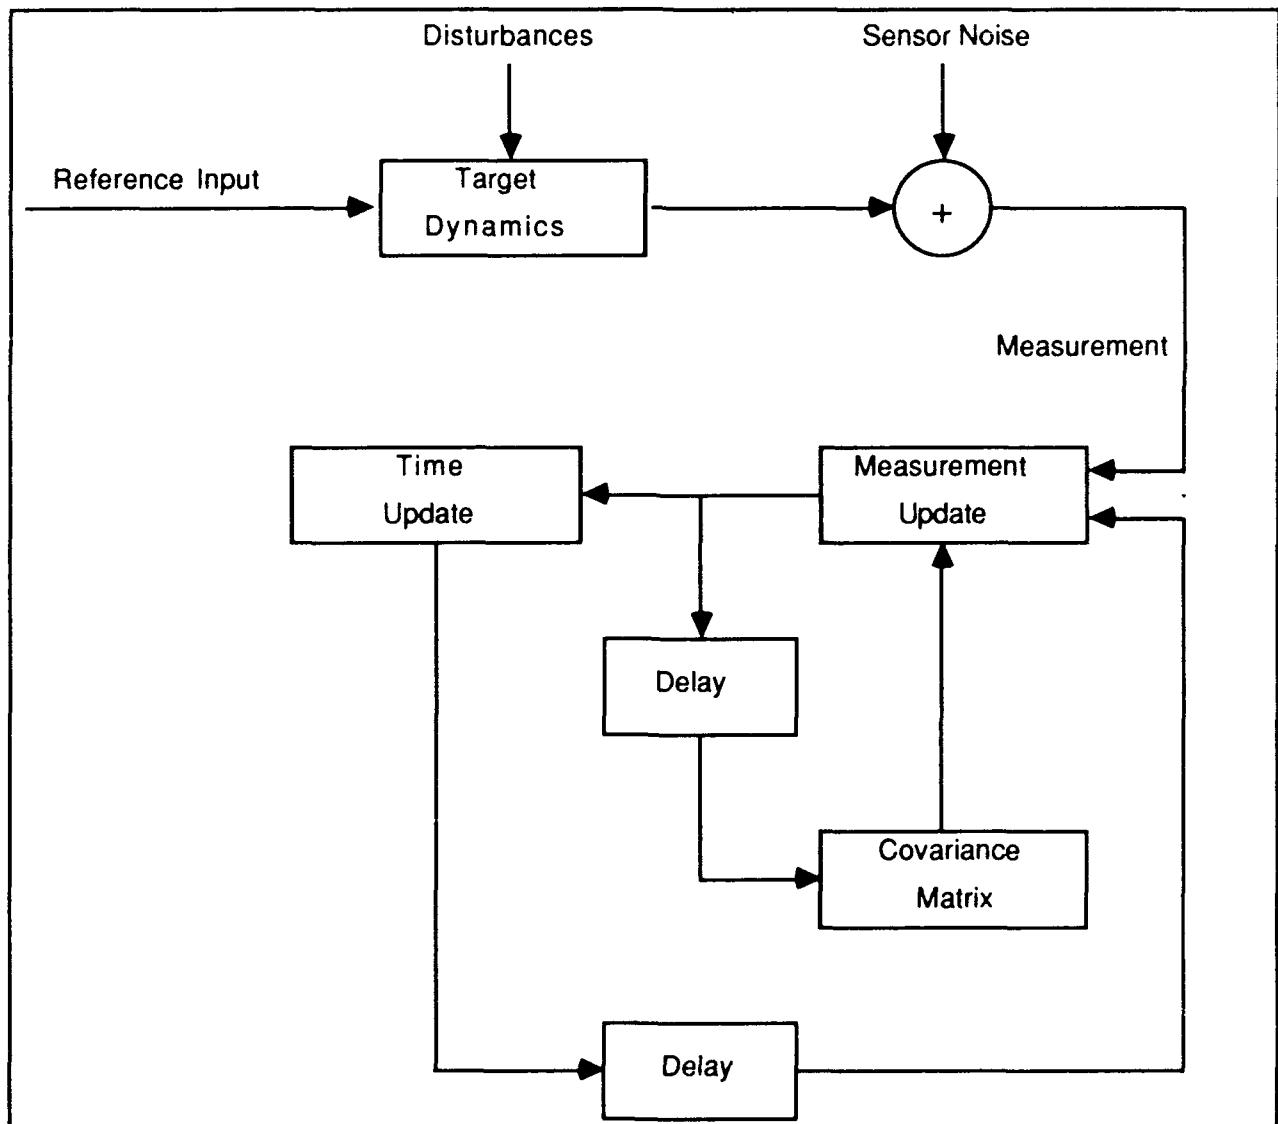 Disturbances
Sensor Noise
Reference Input
Target
Dynamics
+
Measurement
Time
Update
Measurement
Update
Delay
Covariance
Matrix
Delay